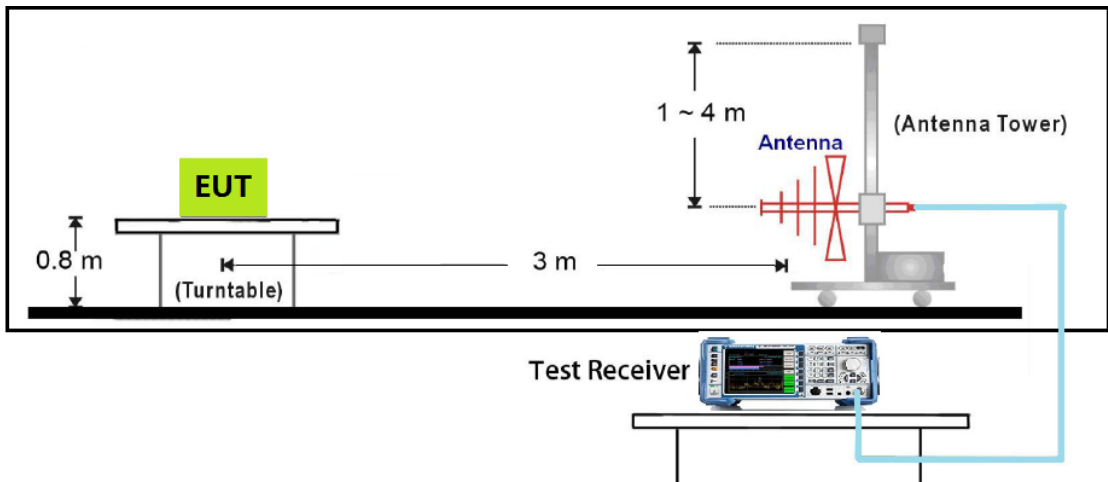 1 ~ 4 m
(Antenna Tower)
Antenna
EUT
0.8 m
3 m
(Turntable)
Test Receiver